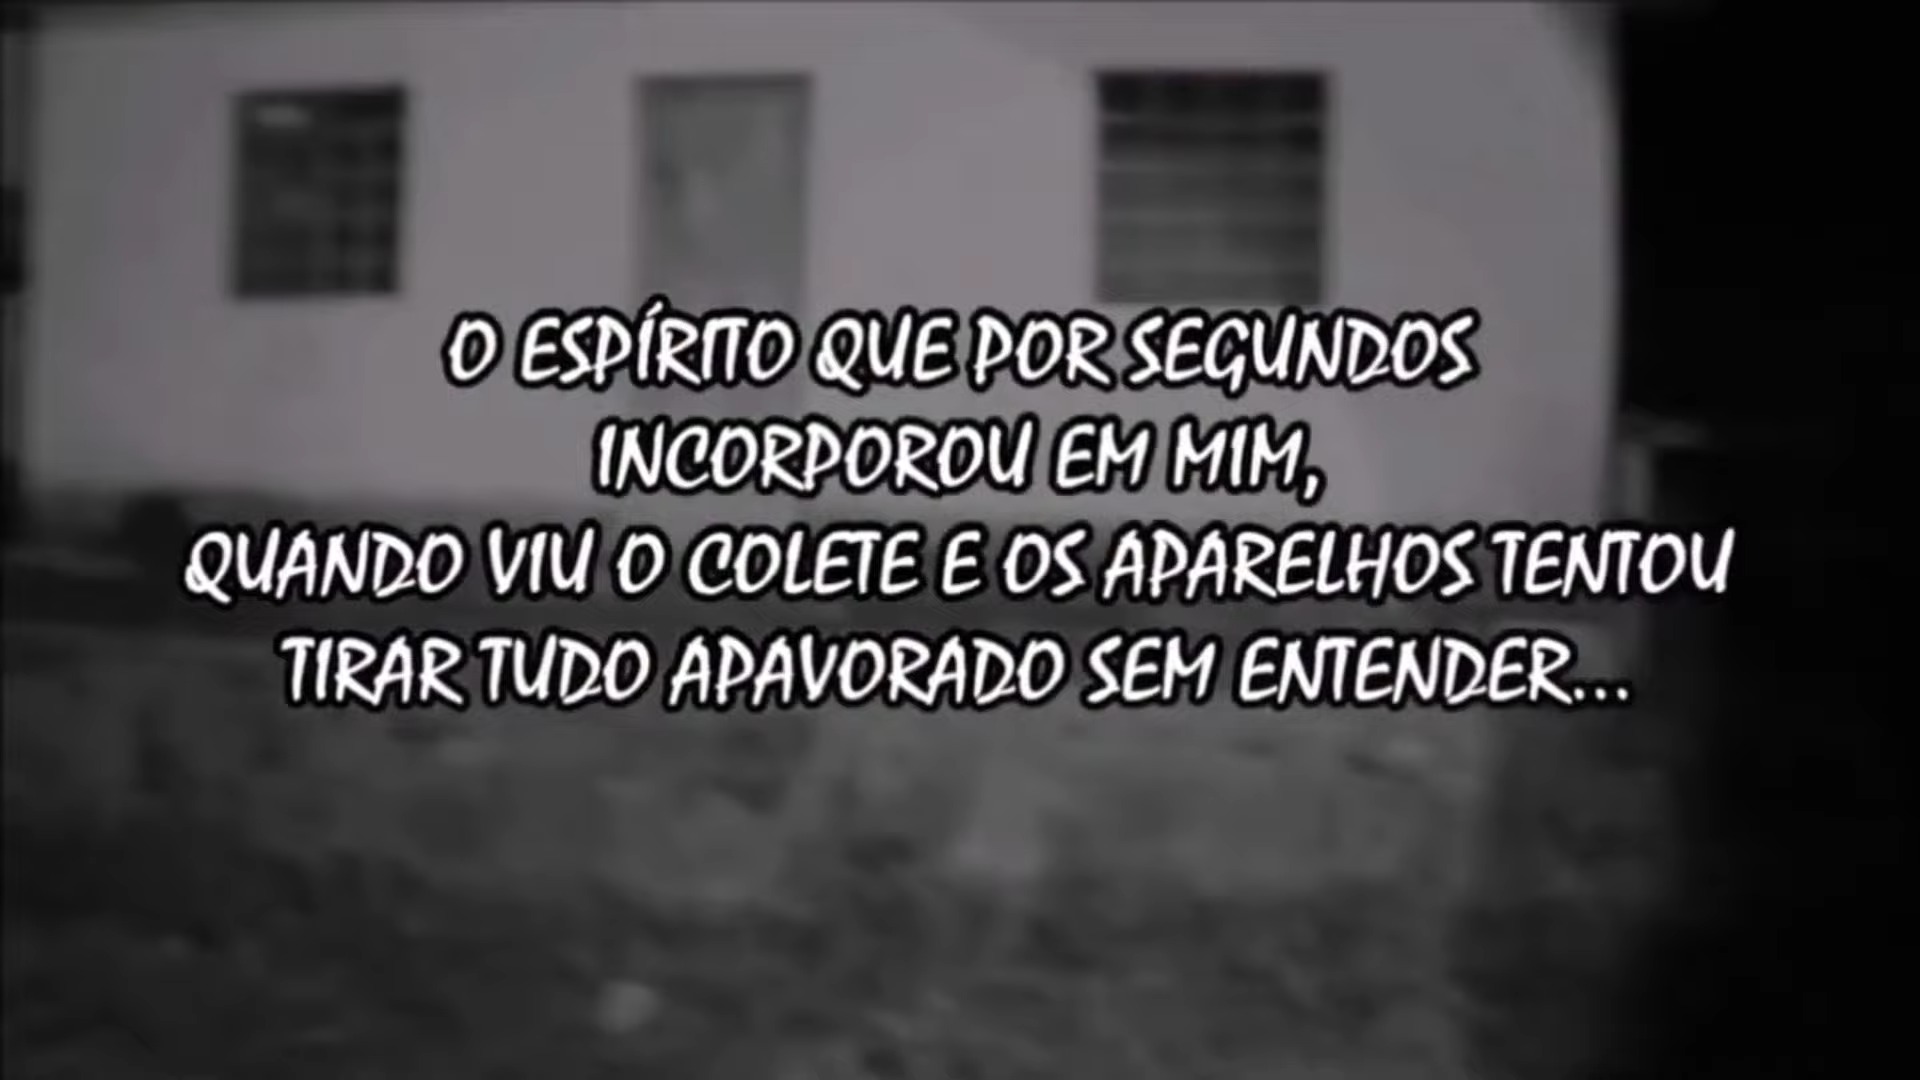 O ESPÍRITO QUE POR SEGUNDOS
INCORPOROU EM MIM,
QUANDO VIU O COLETE E OS APARELHOS TENTOU
TIRAR TUDO APAVORADO SEM ENTENDER...